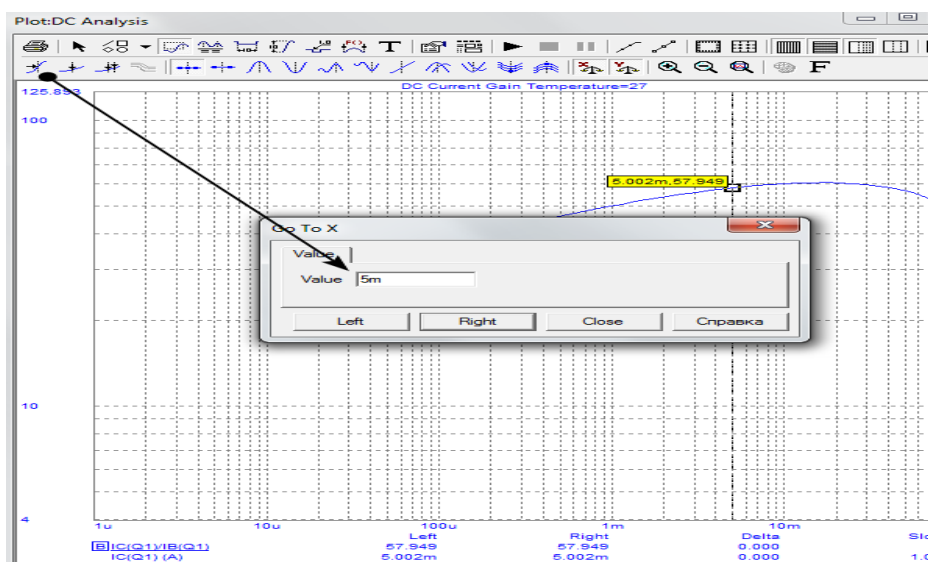 Plot:DC Analysis
T
F
DC Current Gain Temperature=27
125.893
100
5.002m,57.949
Go To X
Value
Value 5m
Left Right Close Справка
10
4
1u 10u 100u 1m 10m
Left Right Delta
B IC(Q1)/IB(Q1) 57.949 57.949 0.000
IC(Q1) (A) 5.002m 5.002m 0.000